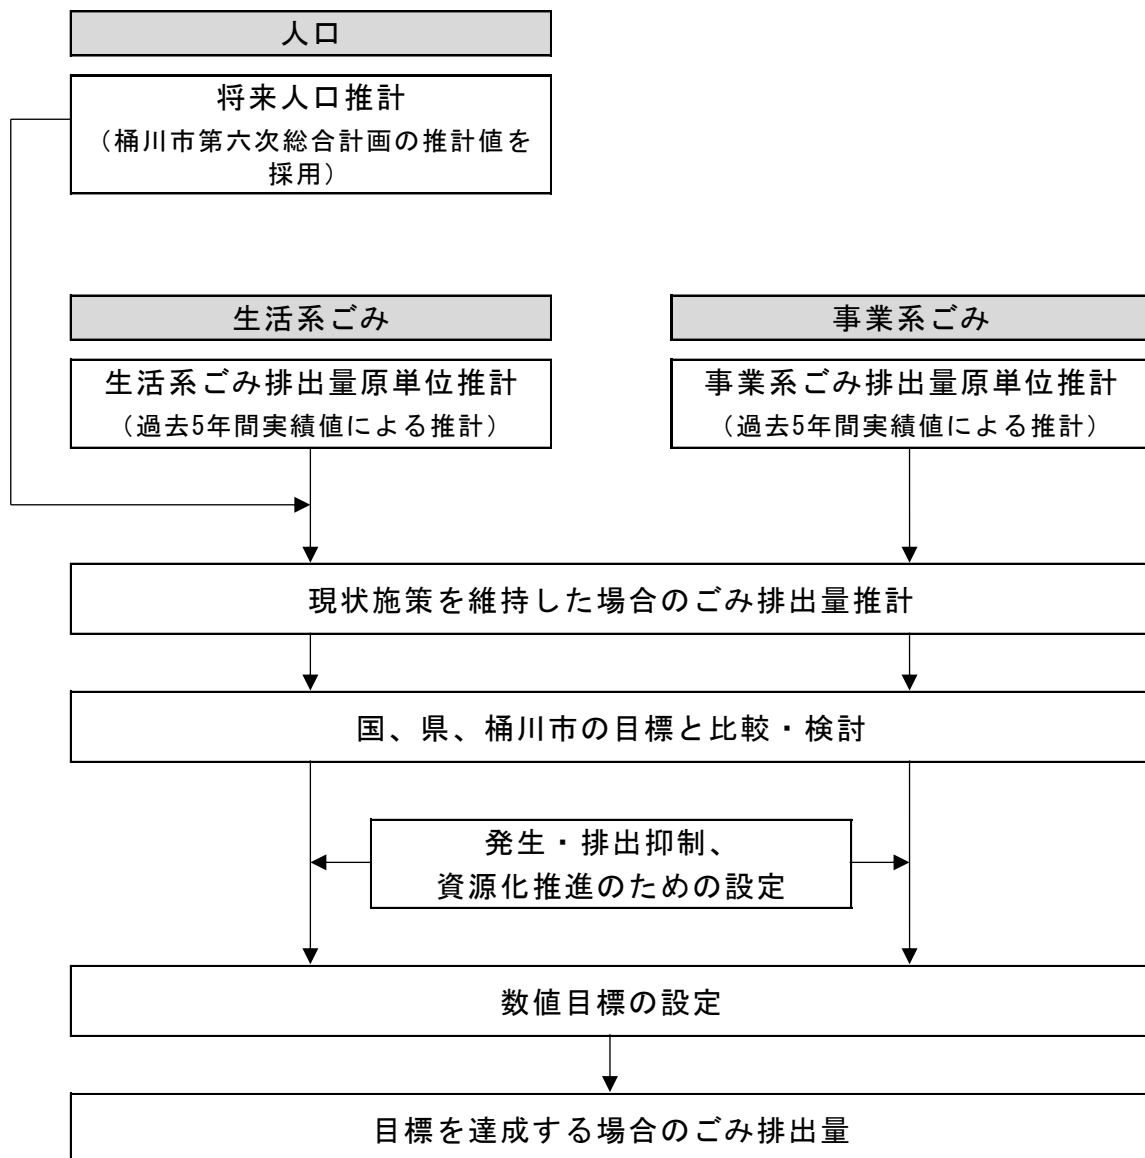 人口
将来人口推計
（桶川市第六次総合計画の推計値を
採用）
生活系ごみ
事業系ごみ
生活系ごみ排出量原単位推計
（過去5年間実績値による推計）
事業系ごみ排出量原単位推計
（過去5年間実績値による推計）
現状施策を維持した場合のごみ排出量推計
国、県、桶川市の目標と比較・検討
発生・排出抑制、
資源化推進のための設定
数値目標の設定
目標を達成する場合のごみ排出量